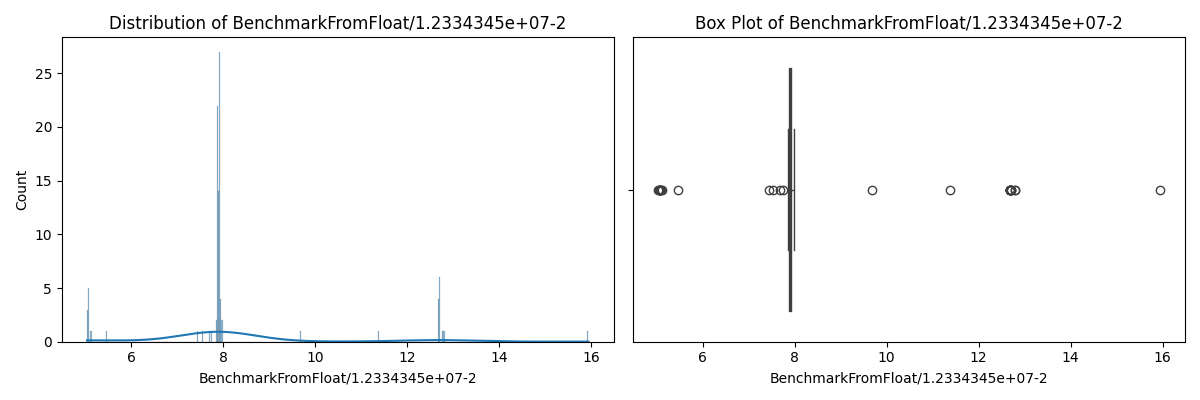 Distribution of BenchmarkFromFloat/1.2334345e+07-2
Count
25
20
15
10
5
0
6 8 10 12 14 16
BenchmarkFromFloat/1.2334345e+07-2
Box Plot of BenchmarkFromFloat/1.2334345e+07-2
6 8 10 12 14 16
BenchmarkFromFloat/1.2334345e+07-2